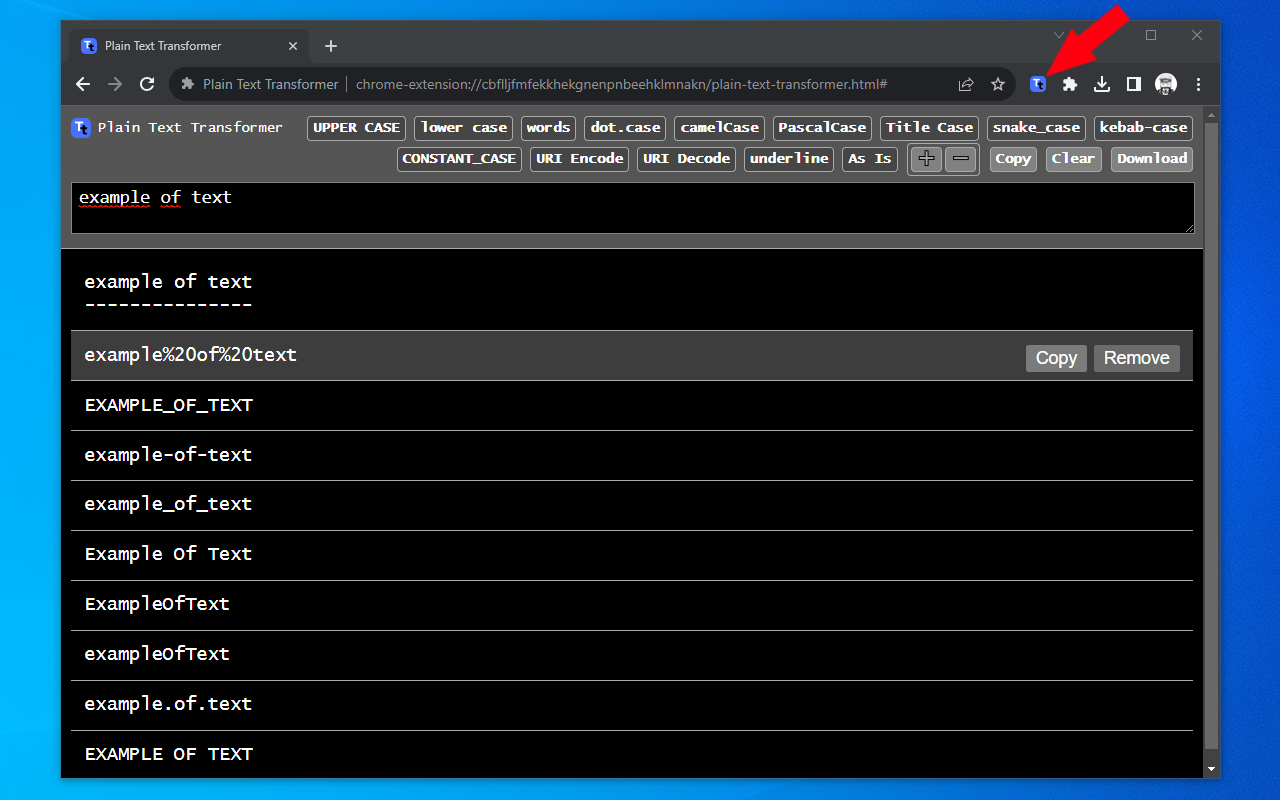 Tt Plain Text Transformer
Plain Text Transformer chrome-extension://cbflljfmfekkhekgnenpnbeehklmnakn/plain-text-transformer.html# Tt
Tt Plain Text Transformer UPPER CASE lower case words dot.case camelCase PascalCase Title Case snake_case kebab-case
CONSTANT_CASE URI Encode URI Decode underline As Is + − Copy Clear Download
example of text
example of text
---------------
example%20of%20text Copy Remove
EXAMPLE_OF_TEXT
example-of-text
example_of_text
Example Of Text
ExampleOfText
exampleOfText
example.of.text
EXAMPLE OF TEXT